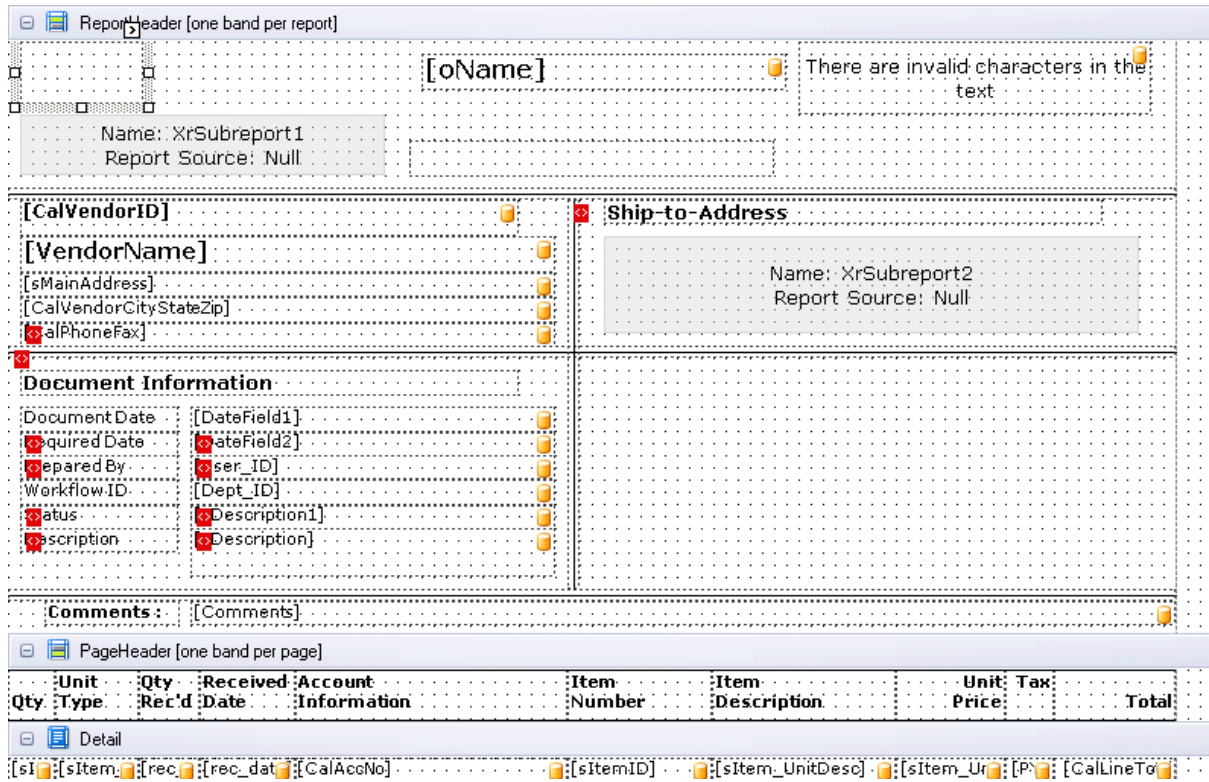 ReportHeader [one band per report]
[oName]
There are invalid characters in the
text
Name: XrSubreport1
Report Source: Null
[CalVendorID]
Ship-to-Address
[VendorName]
Name: XrSubreport2
Report Source: Null
[sMainAddress]
[CalVendorCityStateZip]
alPhoneFax]
Document Information
Document Date [DateField1]
quired Date ateField2]
epared By ser_ID]
Workflow ID [Dept_ID]
atus Description1]
scription Description]
Comments : [Comments]
PageHeader [one band per page]
Unit Qty Received Account Item Item Unit Tax
Qty Type Rec'd Date Information Number Description Price Total
Detail
[sI [sItem_ [rec_ [rec_dat [CalAccNo] [sItemID] [sItem_UnitDesc] [sItem_Un [CalLineTo